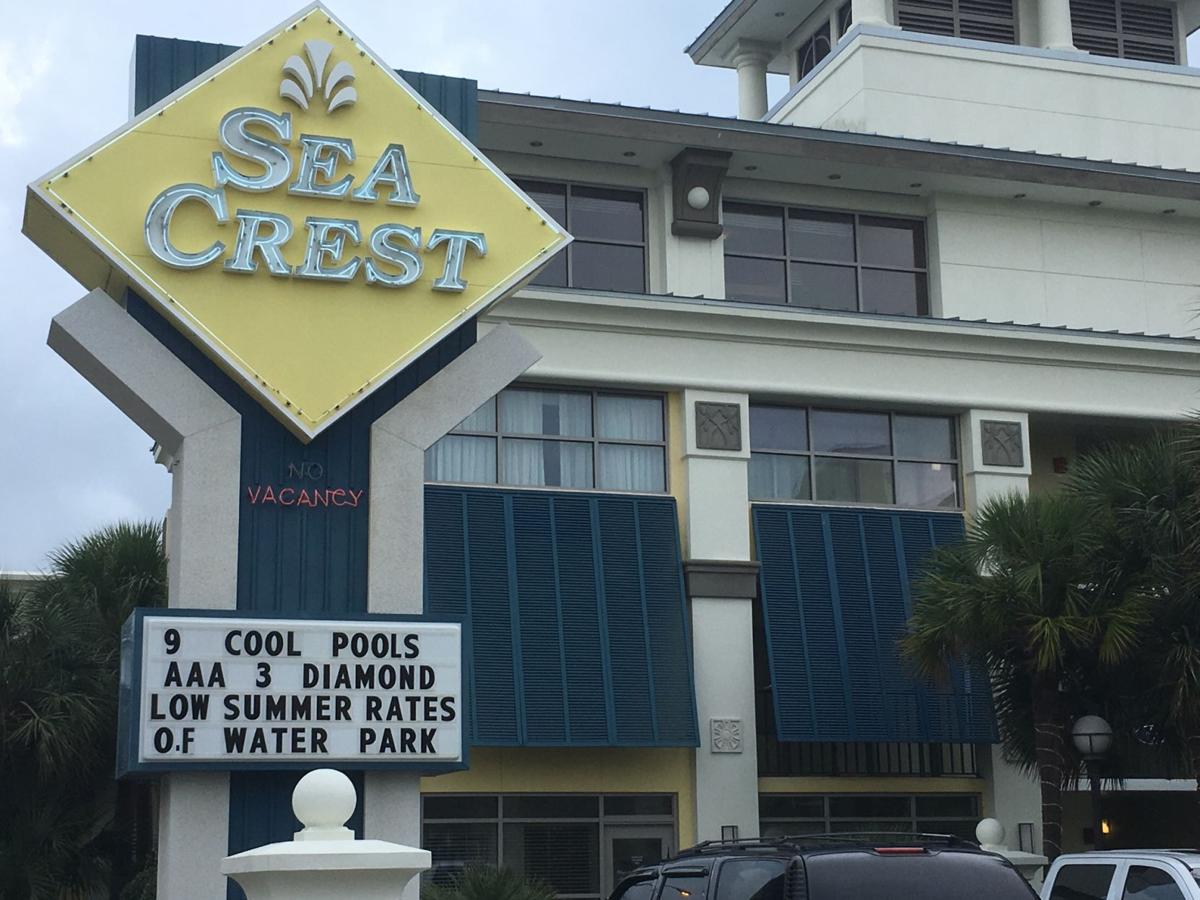 SEA
CREST
NO
VACANCY
9 COOL POOLS
AAA 3 DIAMOND
LOW SUMMER RATES
O.F WATER PARK